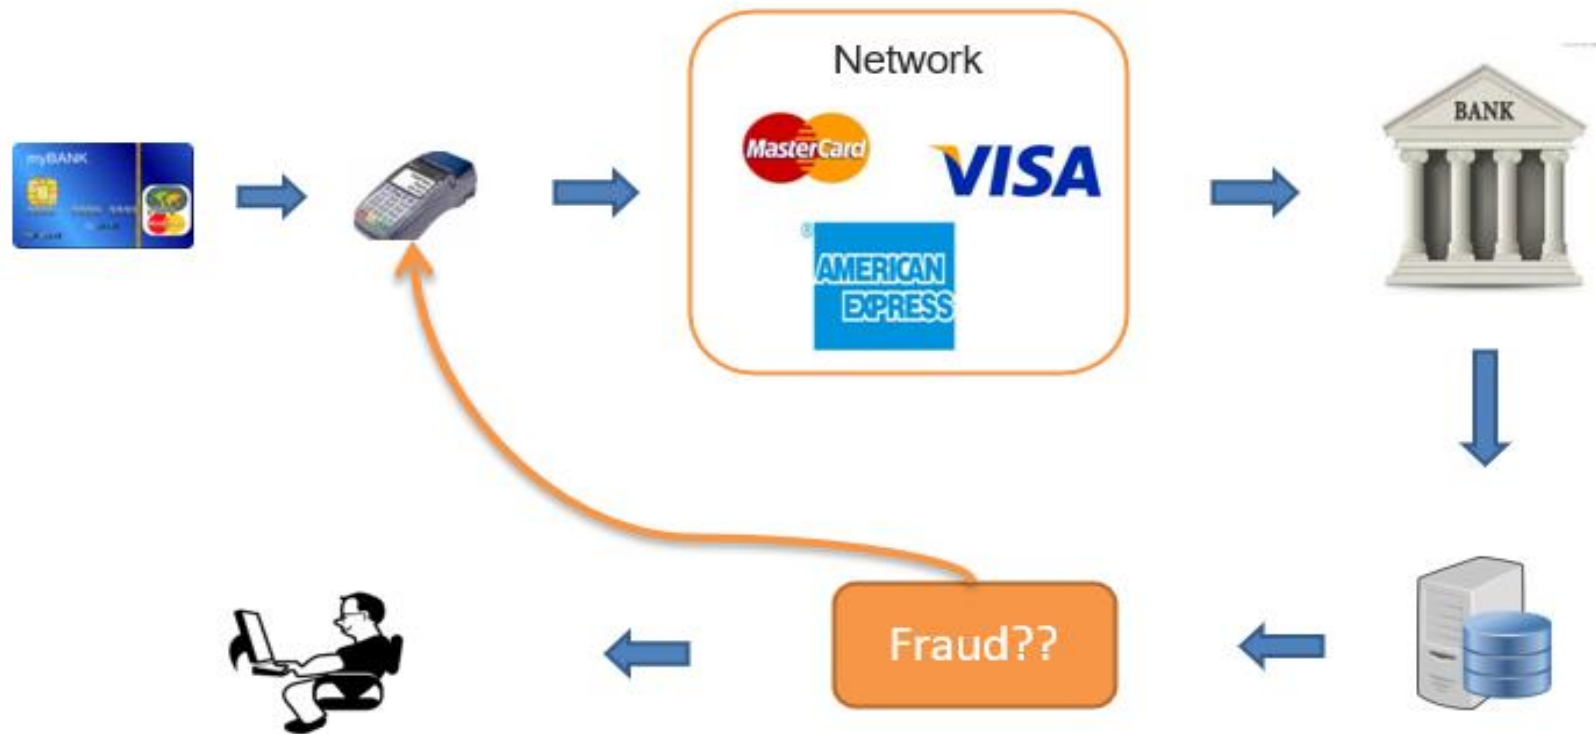 Network
myBANK
MasterCard
VISA
®
AMERICAN
EXPRESS
BANK
Fraud??